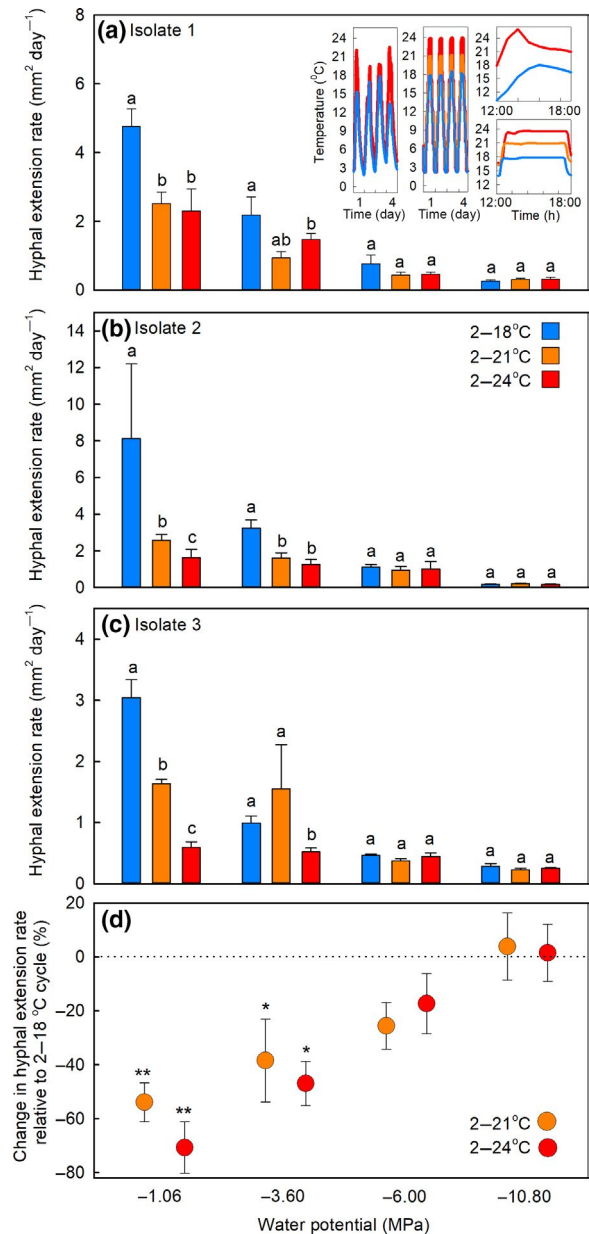 (a) Isolate 1
Hyphal extension rate (mm² day⁻¹)
8
6
4
2
0
a
b
b
a
ab
b
a
a
a
a
a
a
Temperature (⁰C)
24
21
18
15
12
9
6
3
0
1 4
Time (day)
24
21
18
15
12
9
6
3
0
1 4
Time (day)
24
21
18
15
12
12:00 18:00
24
21
18
15
12
12:00 18:00
Time (h)
(b) Isolate 2
Hyphal extension rate (mm² day⁻¹)
14
12
10
8
6
4
2
0
2–18°C
2–21°C
2–24°C
a
b
c
a
b
b
a
a
a
a
a
a
(c) Isolate 3
Hyphal extension rate (mm² day⁻¹)
4
3
2
1
0
a
b
c
a
a
b
a
a
a
a
a
a
(d)
Change in hyphal extension rate
relative to 2–18 °C cycle (%)
20
0
−20
−40
−60
−80
**
**
*
*
2–21°C
2–24°C
−1.06 −3.60 −6.00 −10.80
Water potential (MPa)